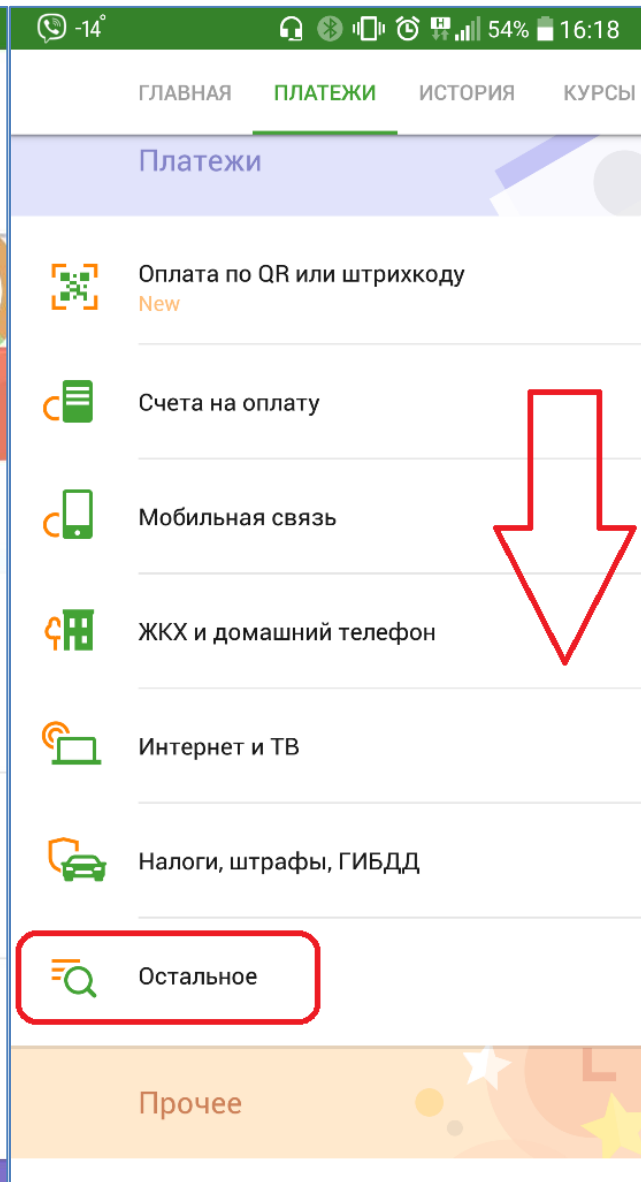 -14° 54% 16:18
ГЛАВНАЯ ПЛАТЕЖИ ИСТОРИЯ КУРСЫ
Платежи
Оплата по QR или штрихкоду
New
Счета на оплату
Мобильная связь
ЖКХ и домашний телефон
Интернет и ТВ
Налоги, штрафы, ГИБДД
Остальное
Прочее